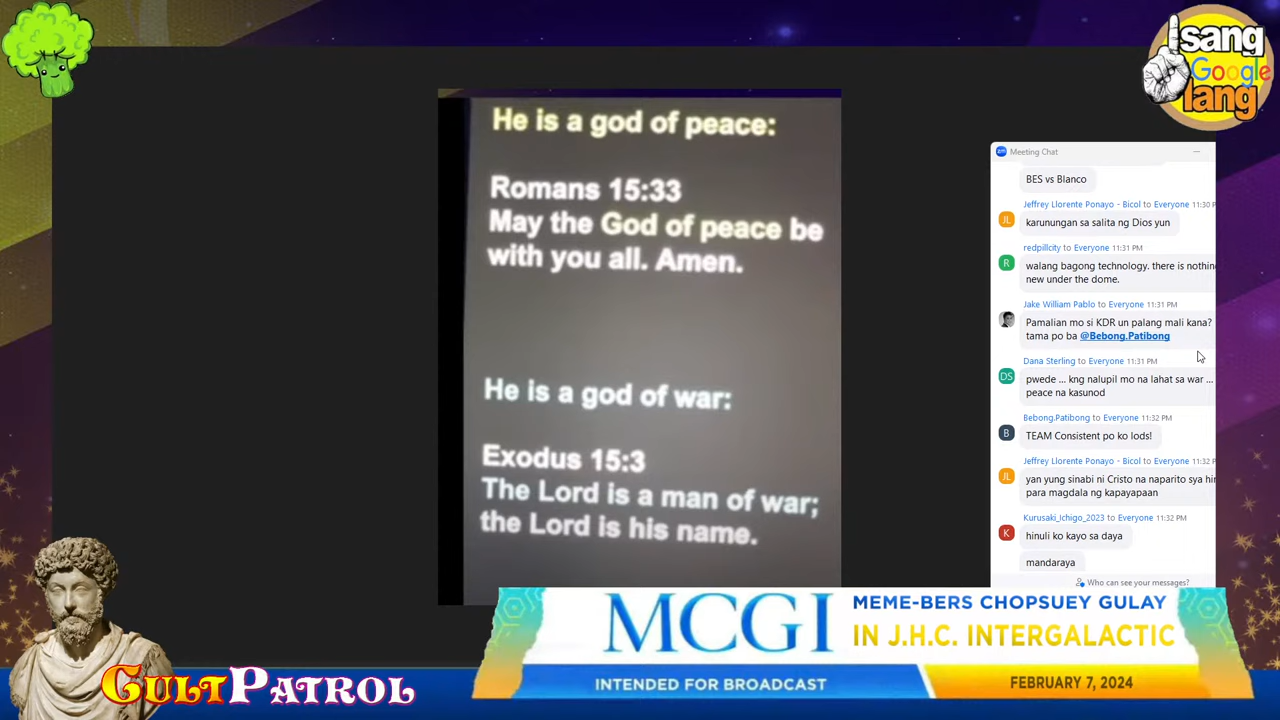 Isang
Google
lang
He is a god of peace:
Romans 15:33
May the God of peace be
with you all. Amen.
He is a god of war:
Exodus 15:3
The Lord is a man of war;
the Lord is his name.
Meeting Chat
BES vs Blanco
Jeffrey Llorente Ponayo - Bicol to Everyone 11:30
JL
karunungan sa salita ng Dios yun
redpillcity to Everyone 11:31 PM
R
walang bagong technology. there is nothin
new under the dome.
Jake William Pablo to Everyone 11:31 PM
Pamalian mo si KDR un palang mali kana?
tama po ba @Bebong.Patibong
Dana Sterling to Everyone 11:31 PM
DS
pwede ... kng nalupil mo na lahat sa war ...
peace na kasunod
Bebong.Patibong to Everyone 11:32 PM
B
TEAM Consistent po ko lods!
Jeffrey Llorente Ponayo - Bicol to Everyone 11:32
JL
yan yung sinabi ni Cristo na naparito sya hi
para magdala ng kapayapaan
Kurusaki_Ichigo_2023 to Everyone 11:32 PM
K
hinuli ko kayo sa daya
mandaraya
Who can see your messages?
MCGI
MEME-BERS CHOPSUEY GULAY
IN J.H.C. INTERGALACTIC
INTENDED FOR BROADCAST
FEBRUARY 7, 2024
CULTPATROL